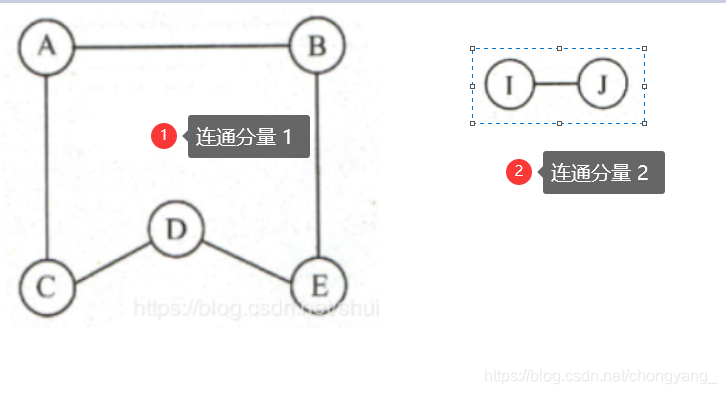 A
B
I
J
1 连通分量 1
2 连通分量 2
D
C
E
https://blog.csdn.net/shui
https://blog.csdn.net/chongyang_